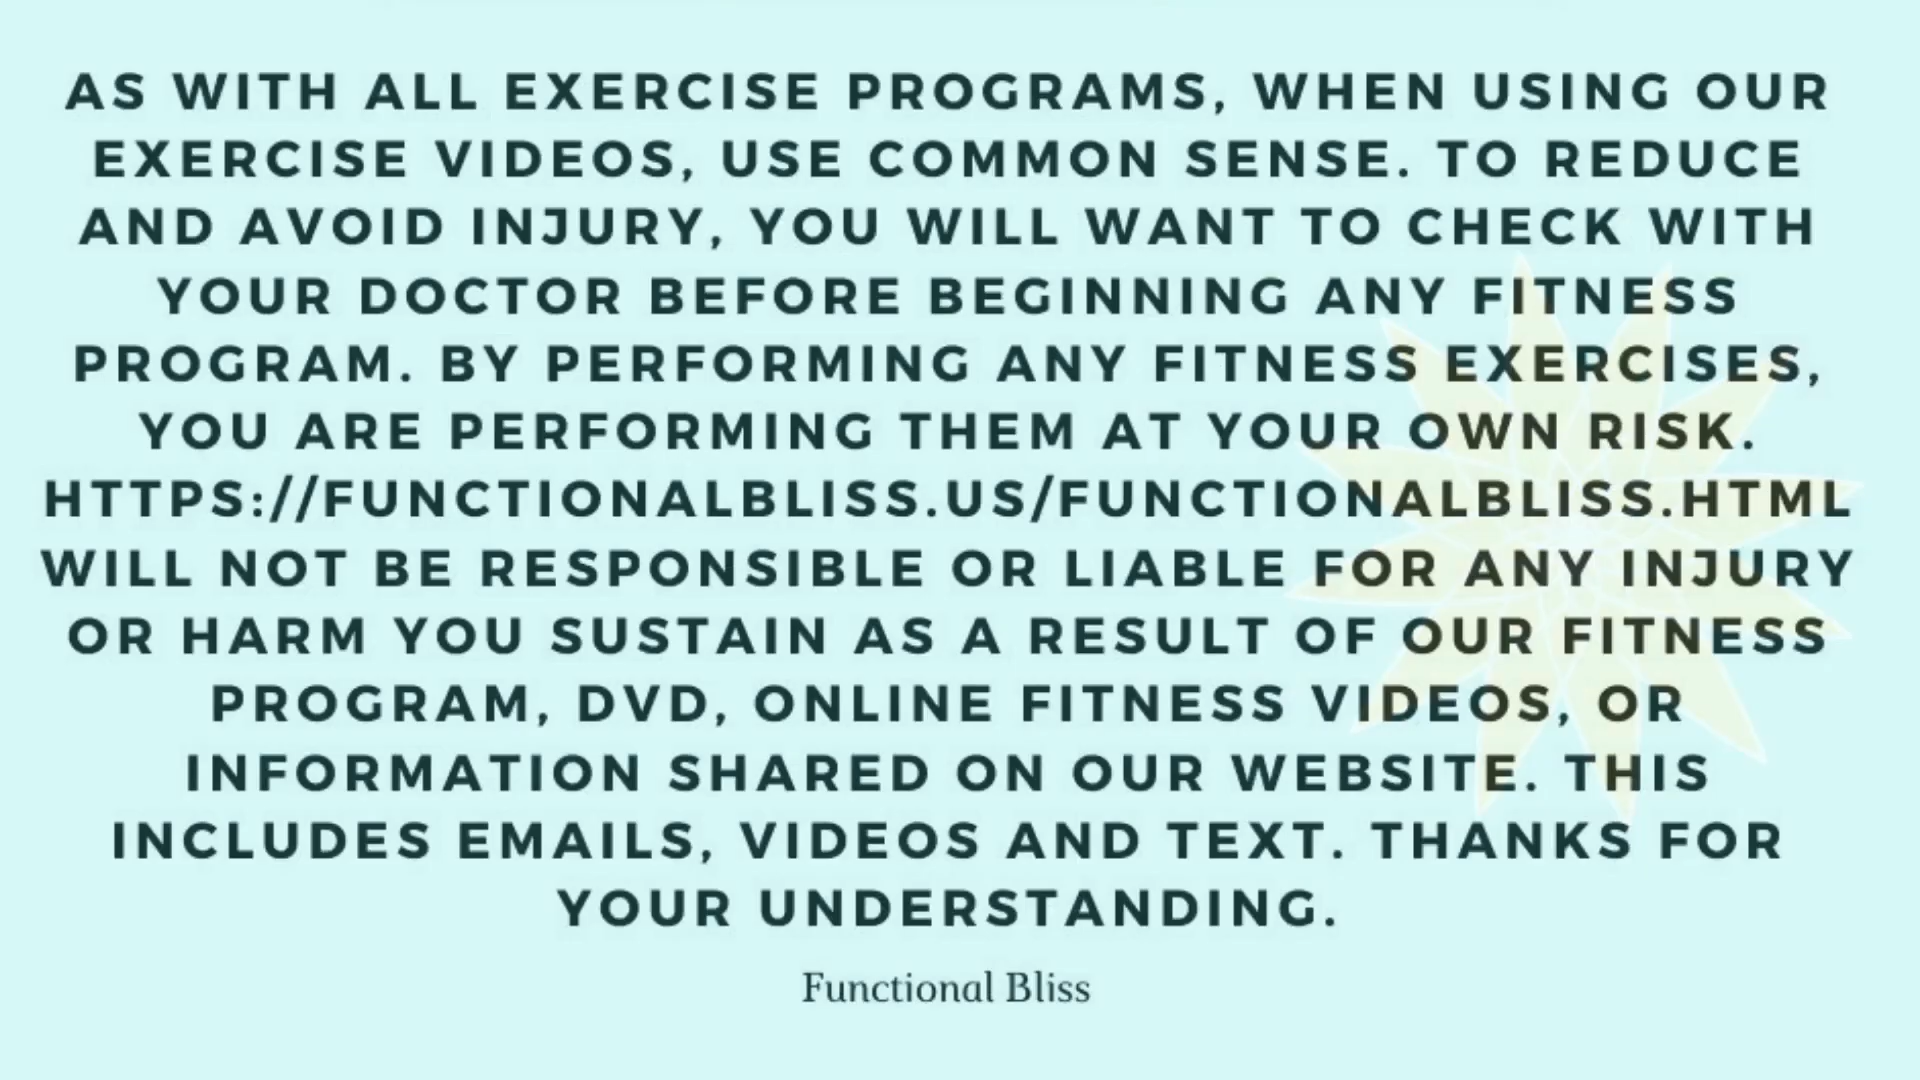 AS WITH ALL EXERCISE PROGRAMS, WHEN USING OUR
EXERCISE VIDEOS, USE COMMON SENSE. TO REDUCE
AND AVOID INJURY, YOU WILL WANT TO CHECK WITH
YOUR DOCTOR BEFORE BEGINNING ANY FITNESS
PROGRAM. BY PERFORMING ANY FITNESS EXERCISES,
YOU ARE PERFORMING THEM AT YOUR OWN RISK.
HTTPS://FUNCTIONALBLISS.US/FUNCTIONALBLISS.HTML
WILL NOT BE RESPONSIBLE OR LIABLE FOR ANY INJURY
OR HARM YOU SUSTAIN AS A RESULT OF OUR FITNESS
PROGRAM, DVD, ONLINE FITNESS VIDEOS, OR
INFORMATION SHARED ON OUR WEBSITE. THIS
INCLUDES EMAILS, VIDEOS AND TEXT. THANKS FOR
YOUR UNDERSTANDING.
Functional Bliss